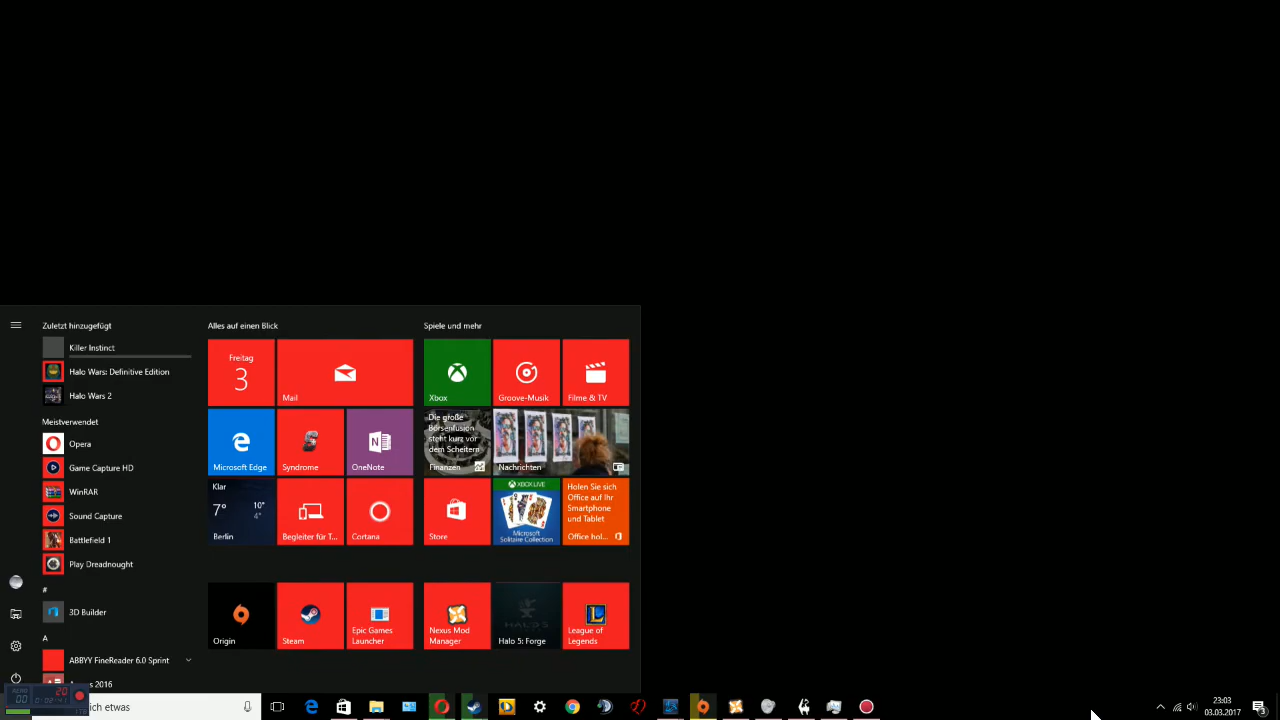 Zuletzt hinzugefügt
Killer Instinct
Halo Wars: Definitive Edition
Halo Wars 2
Meistverwendet
Opera
Game Capture HD
WinRAR
Sound Capture
Battlefield 1
Play Dreadnought
#
3D Builder
A
ABBYY FineReader 6.0 Sprint
2016
Alles auf einen Blick
Freitag
3
Mail
Microsoft Edge
Syndrome
OneNote
Klar
7°
10°
4°
Berlin
Begleiter für T...
Cortana
Origin
Steam
Epic Games
Launcher
Spiele und mehr
Xbox
Groove-Musik
Filme & TV
Die große
Börsenfusion
steht kurz vor
dem Scheitern
Finanzen
Nachrichten
Store
XBOX LIVE
Microsoft
Solitaire Collection
Holen Sie sich
Office auf Ihr
Smartphone
und Tablet
Office hol...
Nexus Mod
Manager
HALO 5
Halo 5: Forge
League of
Legends
20
00
ich etwas
23:03
03.03.2017